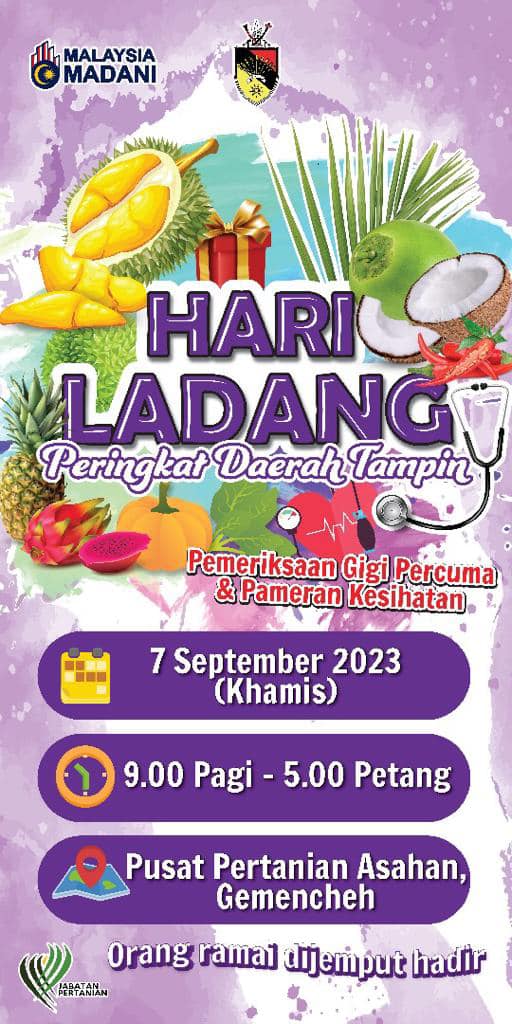 MALAYSIA
MADANI
HARI
LADANG
Peringkat Daerah Tampin
Pemeriksaan Gigi Percuma
& Pameran Kesihatan
7 September 2023
(Khamis)
9.00 Pagi - 5.00 Petang
Pusat Pertanian Asahan,
Gemencheh
Orang ramai dijemput hadir
JABATAN
PERTANIAN